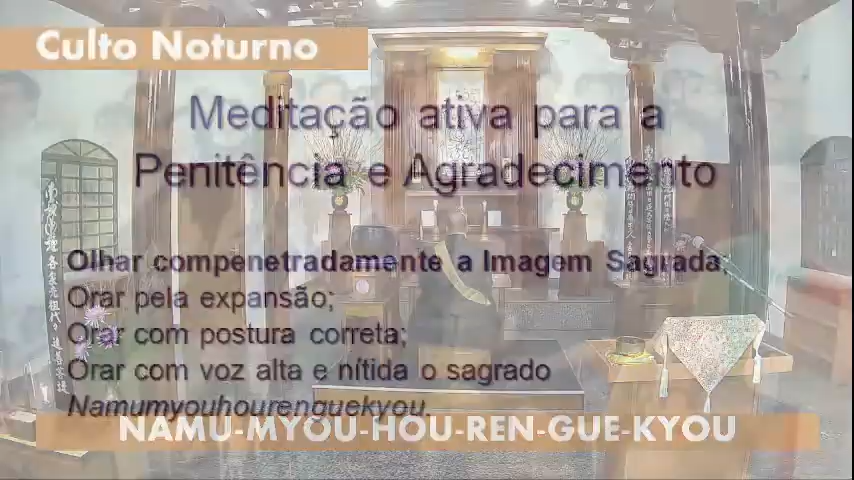 Culto Noturno
Meditação ativa para a
Penitência e Agradecimento
Olhar compenetradamente a Imagem Sagrada;
Orar pela expansão;
Orar com postura correta;
Orar com voz alta e nítida o sagrado
Namumyouhourenguekyou.
NAMU-MYOU-HOU-REN-GUE-KYOU